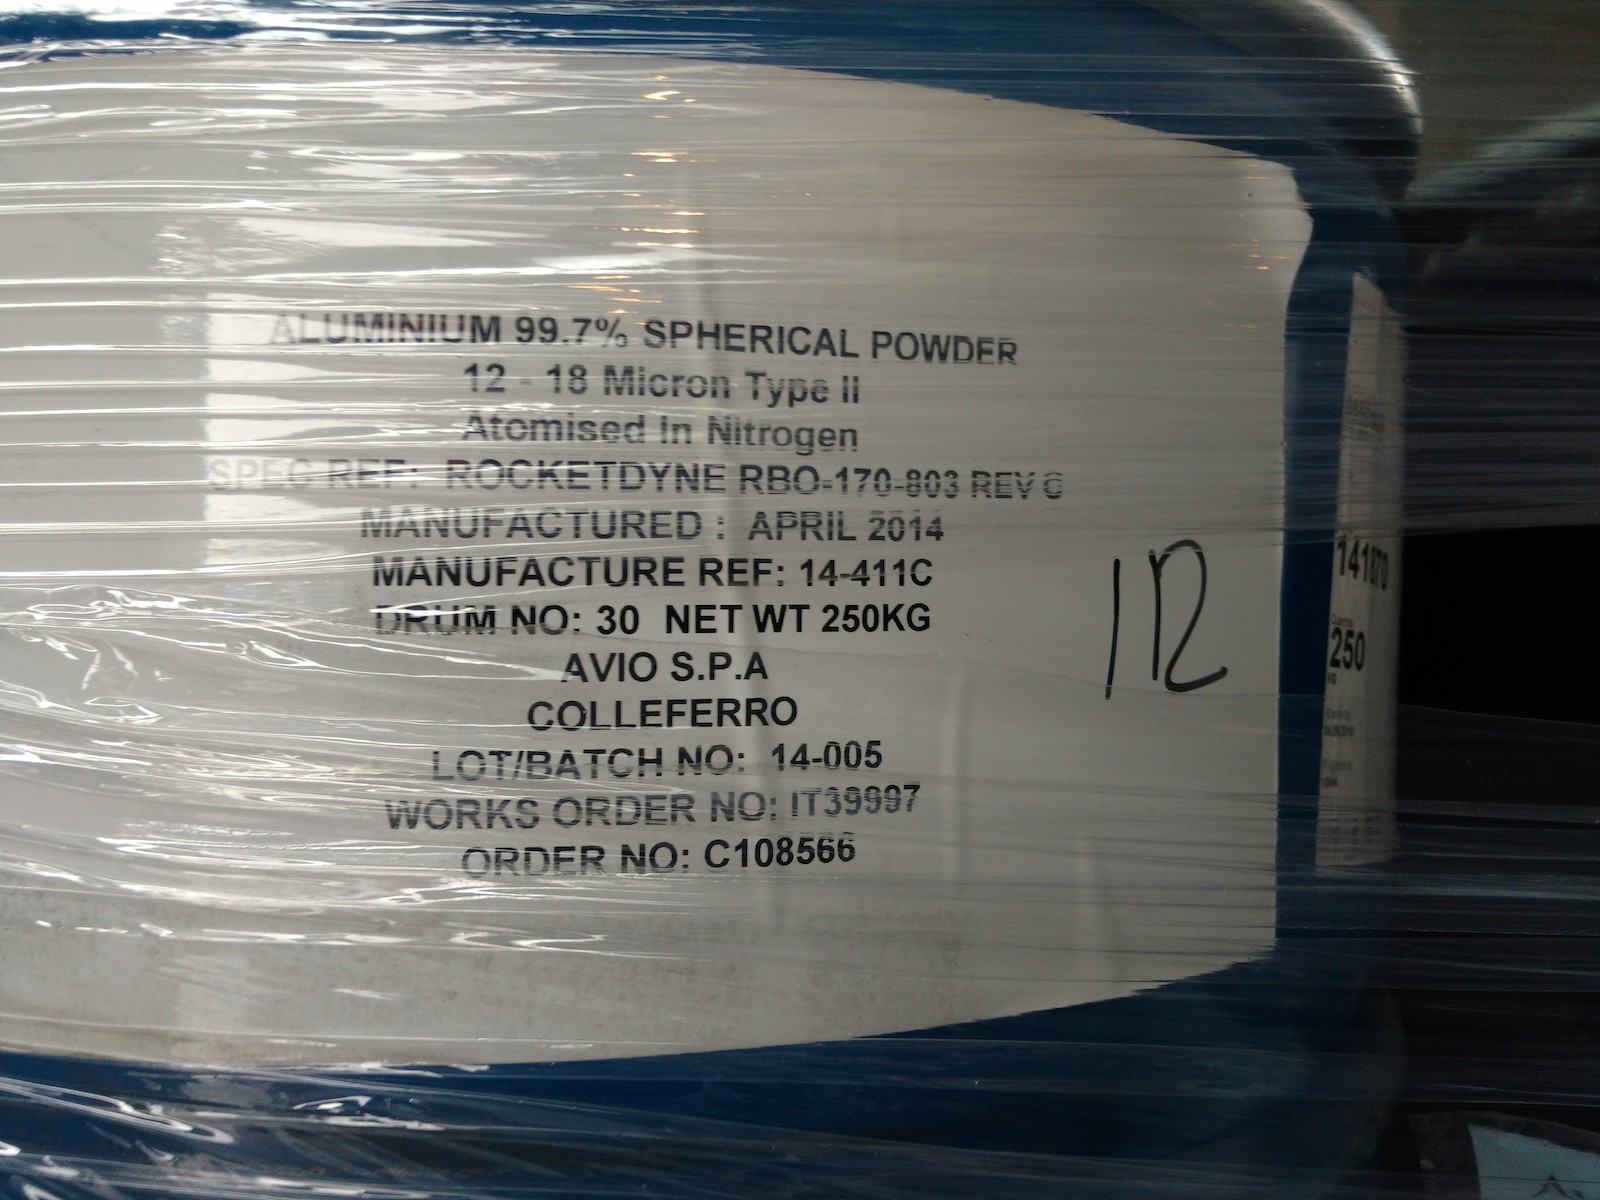 ALUMINIUM 99.7% SPHERICAL POWDER
12 - 18 Micron Type II
Atomised In Nitrogen
SPEC REF: ROCKETDYNE RBO-170-803 REV C
MANUFACTURED : APRIL 2014
MANUFACTURE REF: 14-411C
DRUM NO: 30 NET WT 250KG
AVIO S.P.A
COLLEFERRO
LOT/BATCH NO: 14-005
WORKS ORDER NO: IT39997
ORDER NO: C108566
250